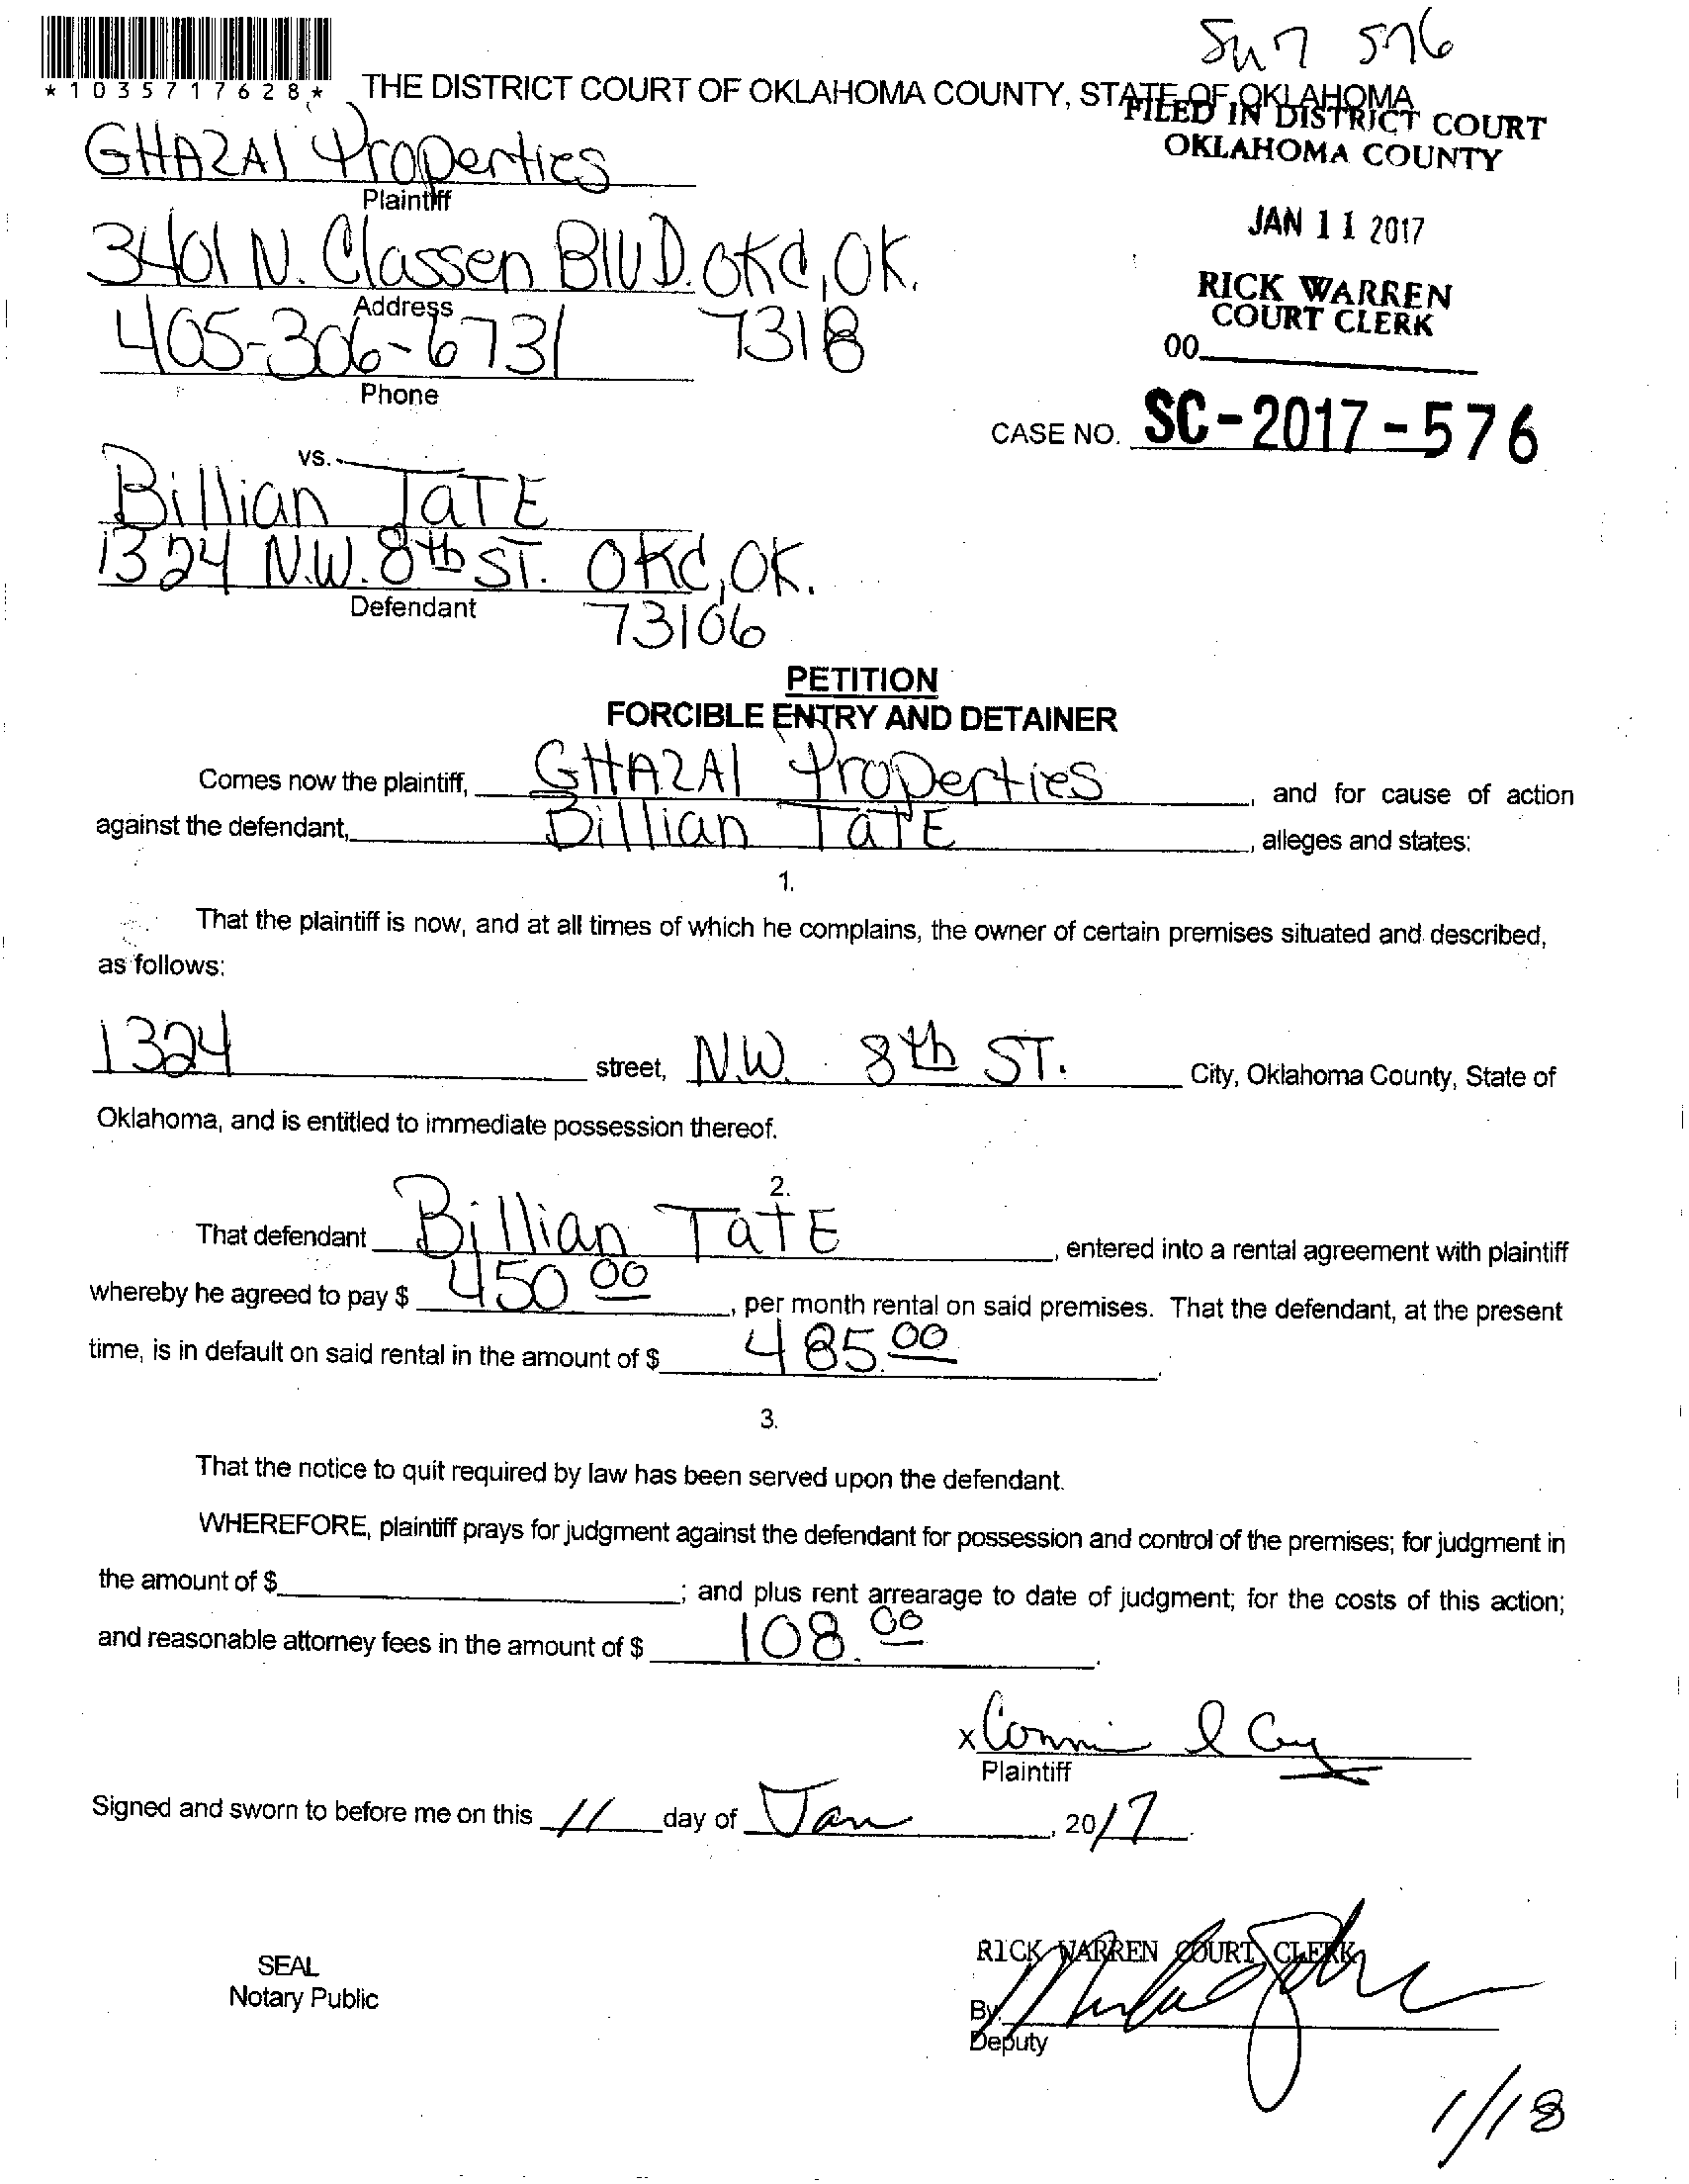 Su7 576
*1035717628*
THE DISTRICT COURT OF OKLAHOMA COUNTY, STATE OF OKLAHOMA
FILED IN DISTRICT COURT
OKLAHOMA COUNTY
GHAZAl Properties
Plaintiff
JAN 11 2017
3401 N. Classen BlVD. OKC, OK.
Address
RICK WARREN
COURT CLERK
405-306-6731 7318
Phone
00
CASE NO. SC-2017-576
vs.
Billian TaTE
1324 N.W. 8th ST. OKC, OK.
Defendant
73106
PETITION
FORCIBLE ENTRY AND DETAINER
Comes now the plaintiff, GHAZAl Properties, and for cause of action
against the defendant, Billian TaTE, alleges and states:
1.
That the plaintiff is now, and at all times of which he complains, the owner of certain premises situated and described,
as follows:
1324 street, N.W. 8th ST. City, Oklahoma County, State of
Oklahoma, and is entitled to immediate possession thereof.
2.
That defendant Billian TatE, entered into a rental agreement with plaintiff
whereby he agreed to pay $ 450 00, per month rental on said premises. That the defendant, at the present
time, is in default on said rental in the amount of $ 485.00.
3.
That the notice to quit required by law has been served upon the defendant.
WHEREFORE, plaintiff prays for judgment against the defendant for possession and control of the premises; for judgment in
the amount of $; and plus rent arrearage to date of judgment; for the costs of this action;
and reasonable attorney fees in the amount of $ 108.00.
x
Plaintiff
Signed and sworn to before me on this 11 day of Jan, 2017.
SEAL
Notary Public
RICK WARREN COURT CLERK
By
Deputy
1/18